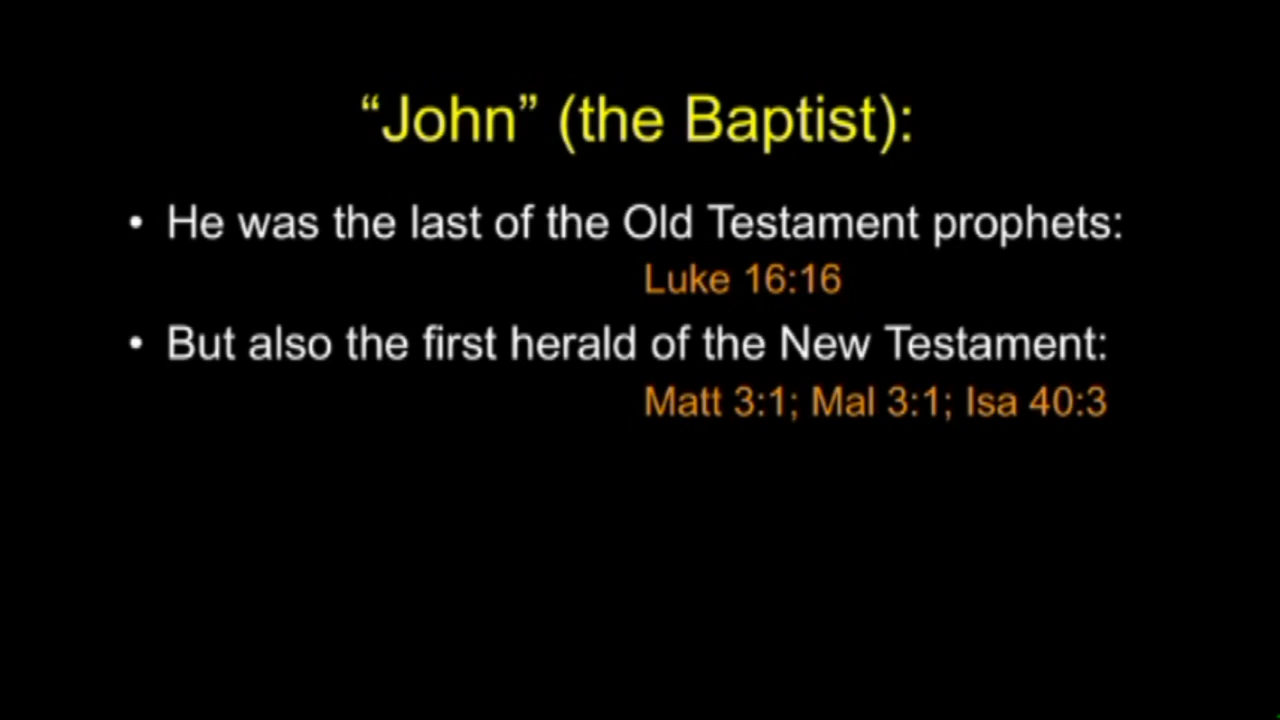 “John” (the Baptist):
• He was the last of the Old Testament prophets:
Luke 16:16
• But also the first herald of the New Testament:
Matt 3:1; Mal 3:1; Isa 40:3